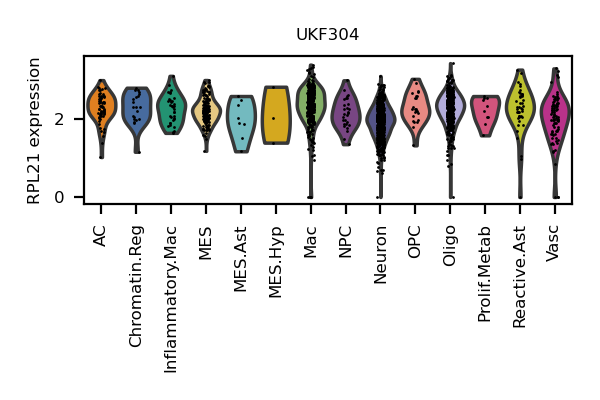 UKF304
RPL21 expression
2
0
AC
Chromatin.Reg
Inflammatory.Mac
MES
MES.Ast
MES.Hyp
Mac
NPC
Neuron
OPC
Oligo
Prolif.Metab
Reactive.Ast
Vasc